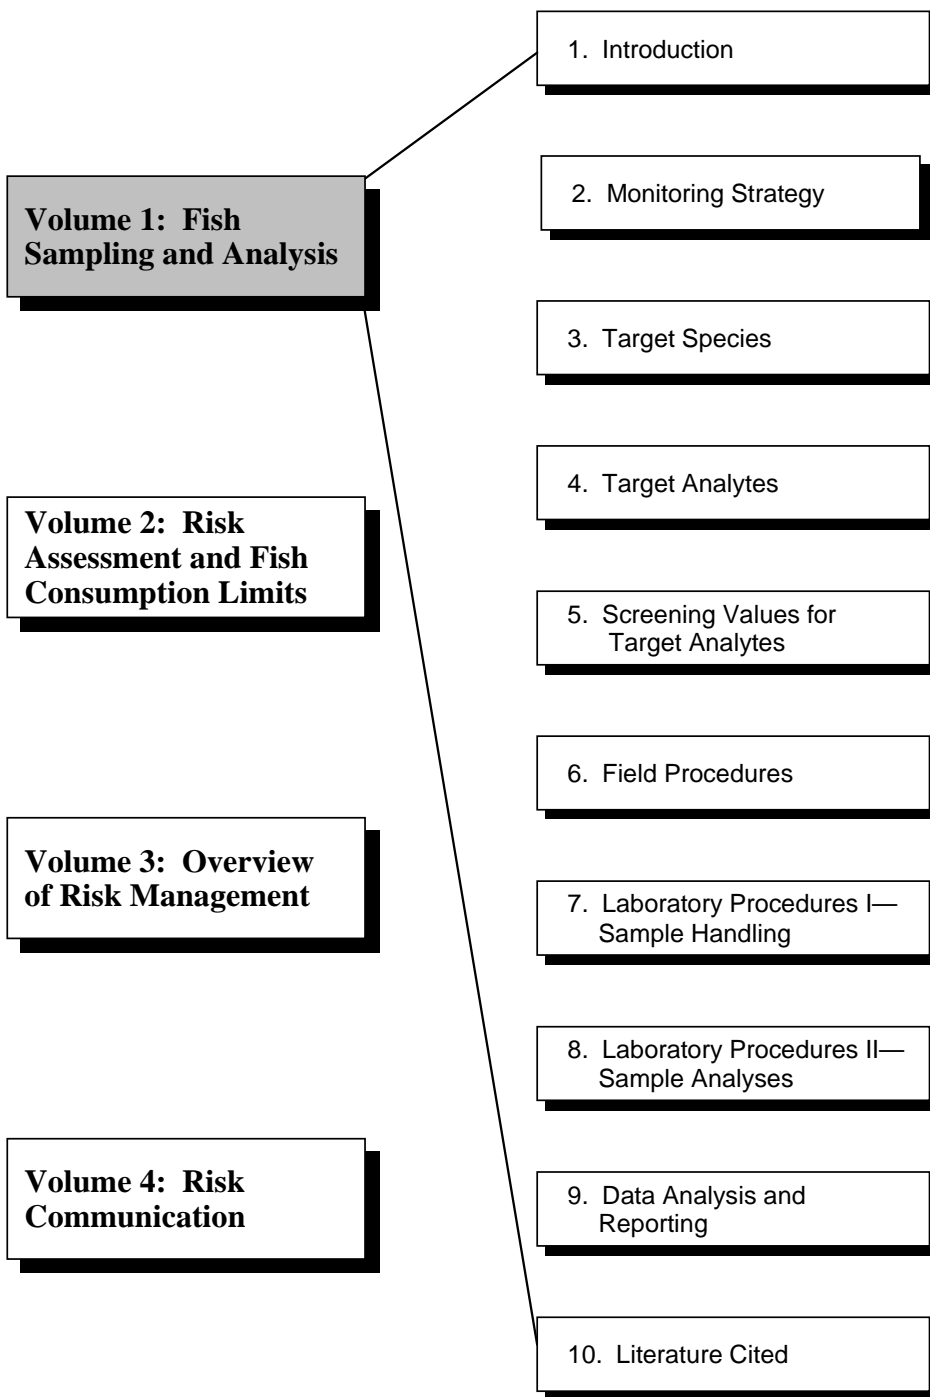 Volume 1: Fish
Sampling and Analysis
Volume 2: Risk
Assessment and Fish
Consumption Limits
Volume 3: Overview
of Risk Management
Volume 4: Risk
Communication
1. Introduction
2. Monitoring Strategy
3. Target Species
4. Target Analytes
5. Screening Values for
Target Analytes
6. Field Procedures
7. Laboratory Procedures I—
Sample Handling
8. Laboratory Procedures II—
Sample Analyses
9. Data Analysis and
Reporting
10. Literature Cited